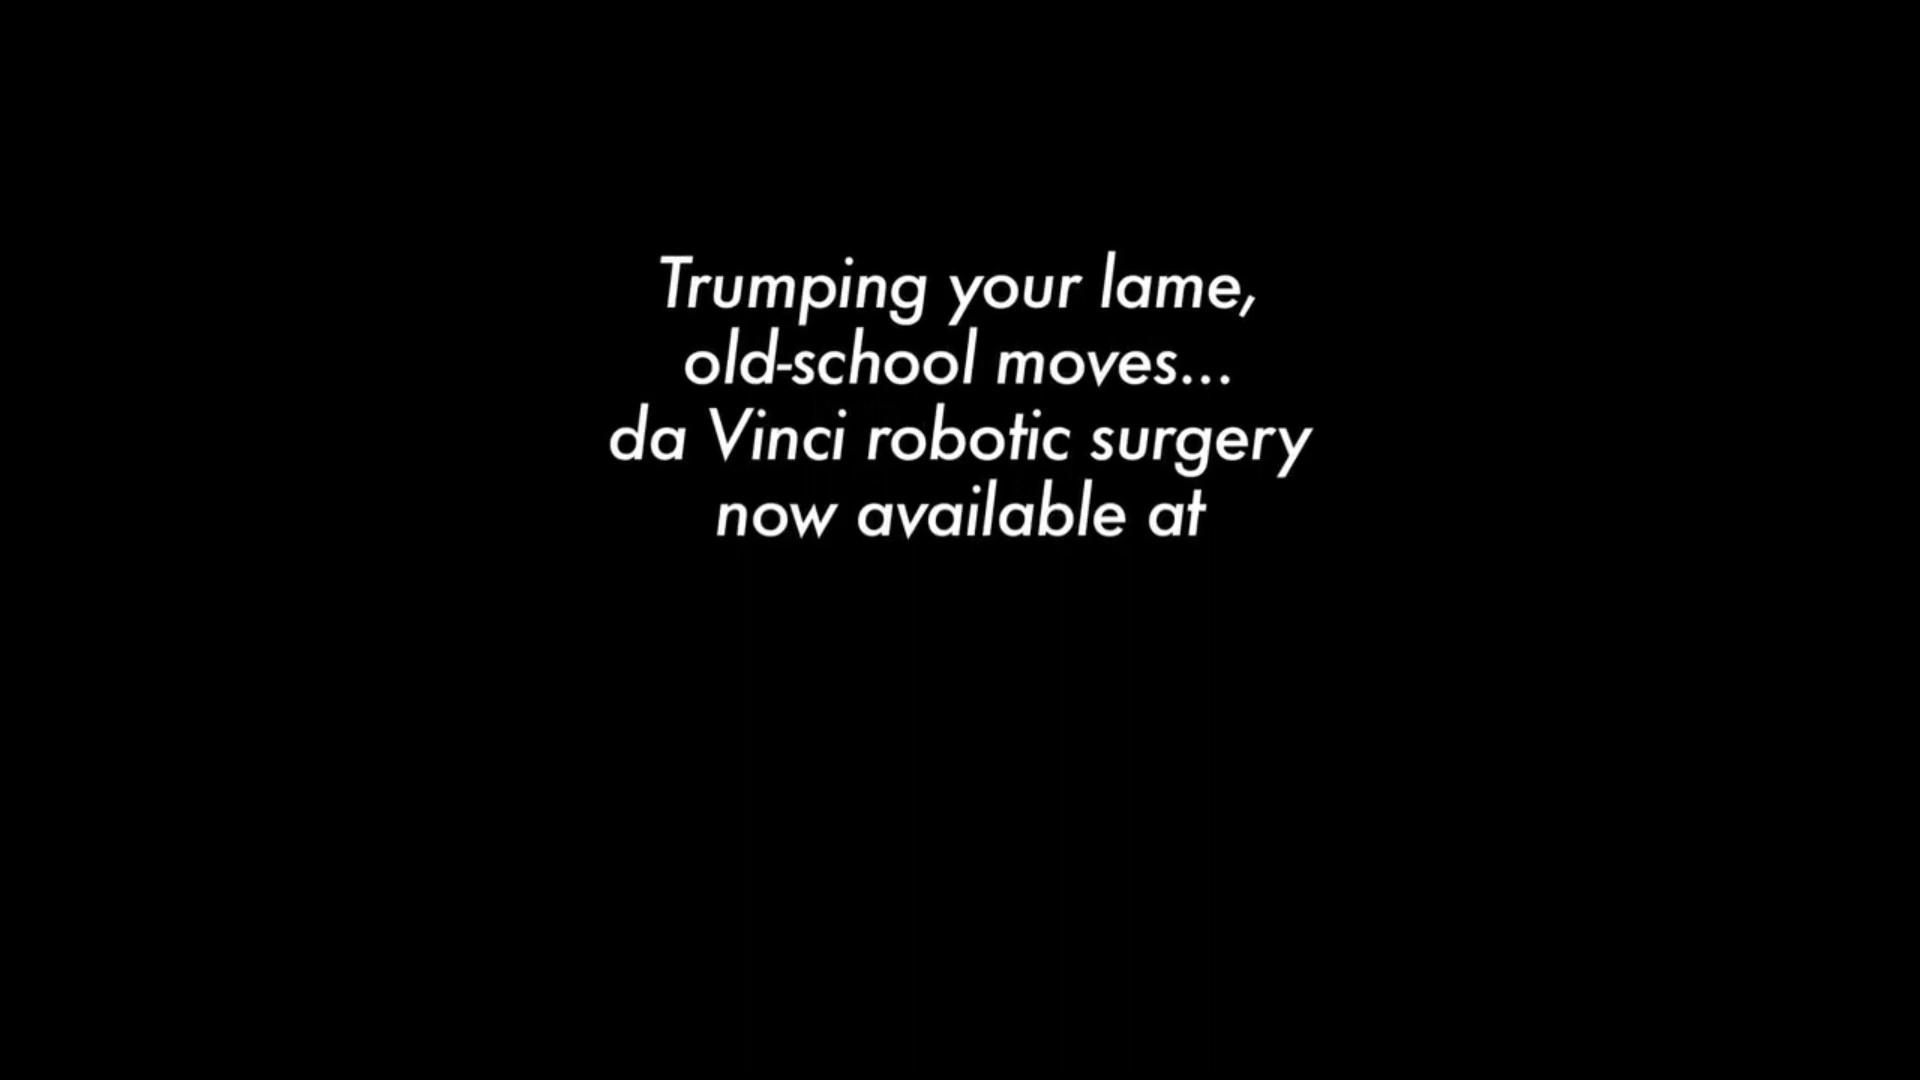 Trumping your lame,
old-school moves...
da Vinci robotic surgery
now available at